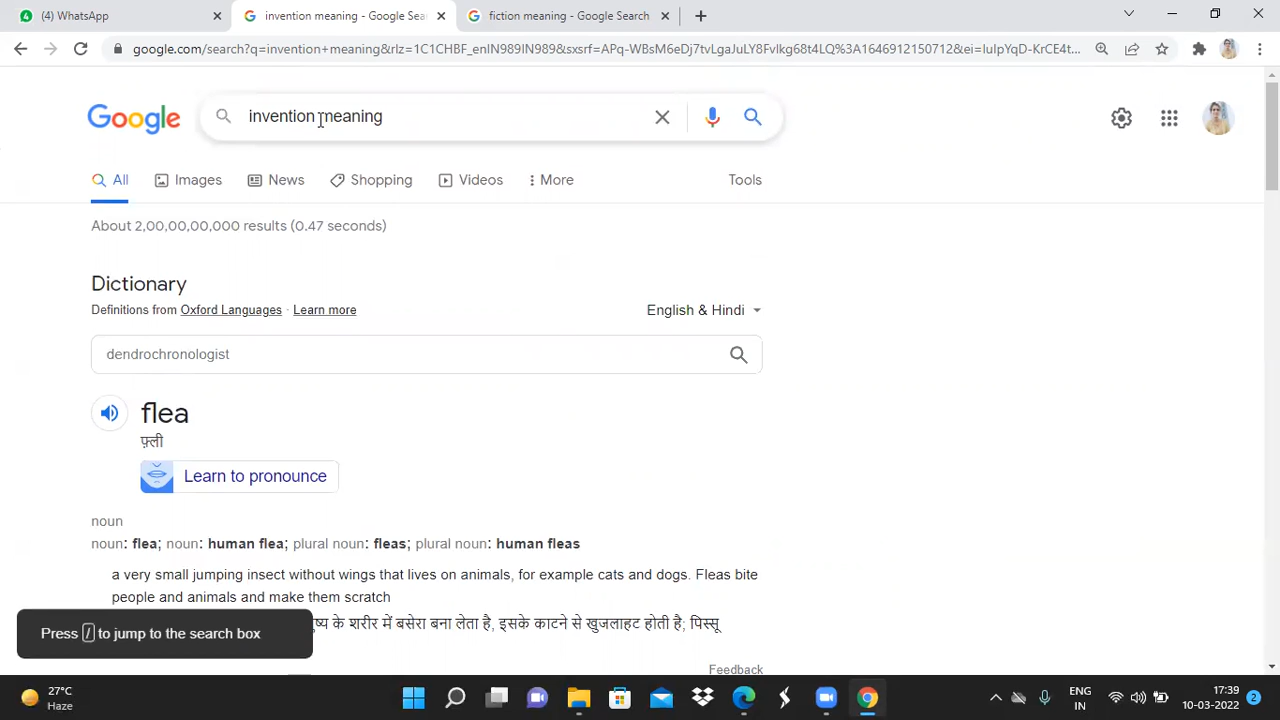 (4) WhatsApp
invention meaning - Google Sea
fiction meaning - Google Search
google.com/search?q=invention+meaning&rlz=1C1CHBF_enIN989IN989&sxsrf=APq-WBsM6eDj7tvLgaJuLY8Fvlkg68t4LQ%3A1646912150712&ei=luIpYqD-KrCE4t...
Google
invention meaning
All
Images
News
Shopping
Videos
More
Tools
About 2,00,00,00,000 results (0.47 seconds)
Dictionary
Definitions from Oxford Languages · Learn more
English & Hindi
dendrochronologist
flea
फ़्ली
Learn to pronounce
noun
noun: flea; noun: human flea; plural noun: fleas; plural noun: human fleas
a very small jumping insect without wings that lives on animals, for example cats and dogs. Fleas bite
people and animals and make them scratch
के शरीर में बसेरा बना लेता है, इसके काटने से खुजलाहट होती है; पिस्सू
Press / to jump to the search box
Feedback
27°C
Haze
ENG
IN
17:39
10-03-2022
2